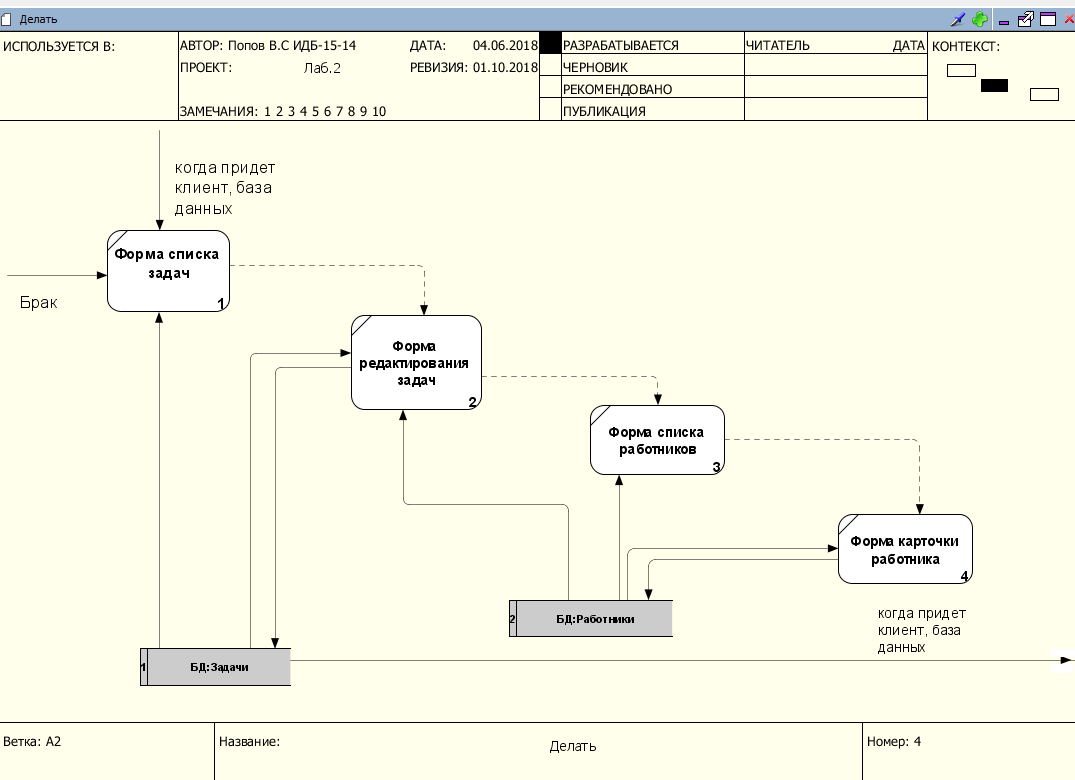 Делать
ИСПОЛЬЗУЕТСЯ В:
АВТОР: Попов В.С ИДБ-15-14
ДАТА: 04.06.2018
РАЗРАБАТЫВАЕТСЯ
ЧИТАТЕЛЬ
ДАТА
КОНТЕКСТ:
ПРОЕКТ: Лаб.2
РЕВИЗИЯ: 01.10.2018
ЧЕРНОВИК
РЕКОМЕНДОВАНО
ЗАМЕЧАНИЯ: 1 2 3 4 5 6 7 8 9 10
ПУБЛИКАЦИЯ
когда придет
клиент, база
данных
Форма списка
задач
1
Брак
Форма
редактирования
задач
2
Форма списка
работников
3
Форма карточки
работника
4
2
БД:Работники
когда придет
клиент, база
данных
1
БД:Задачи
Ветка: A2
Название:
Делать
Номер: 4